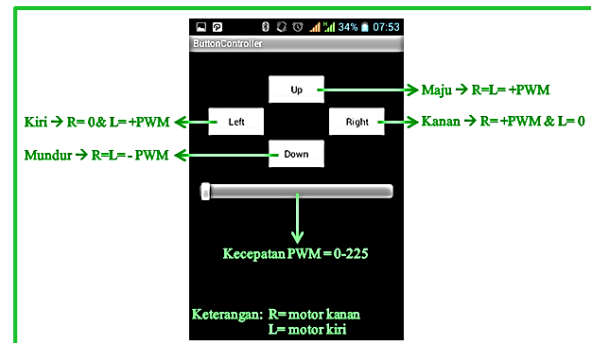 34% 07:53
ButtonController
Up
Maju → R=L= +PWM
Kiri → R= 0& L= +PWM
Left
Right
Kanan → R= +PWM & L= 0
Mundur → R=L= - PWM
Down
Kecepatan PWM = 0-225
Keterangan: R= motor kanan
L= motor kiri